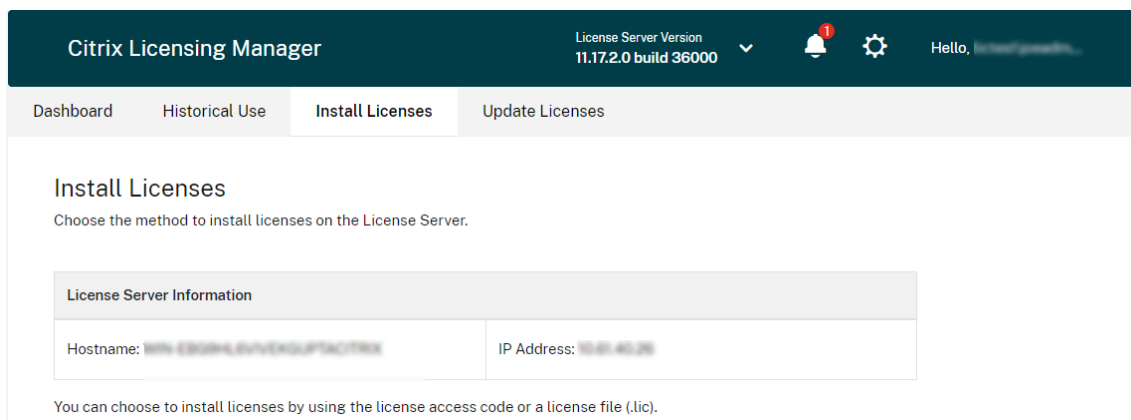 Citrix Licensing Manager
License Server Version
11.17.2.0 build 36000
1
Hello,
Dashboard
Historical Use
Install Licenses
Update Licenses
Install Licenses
Choose the method to install licenses on the License Server.
License Server Information
Hostname:
IP Address:
You can choose to install licenses by using the license access code or a license file (.lic).